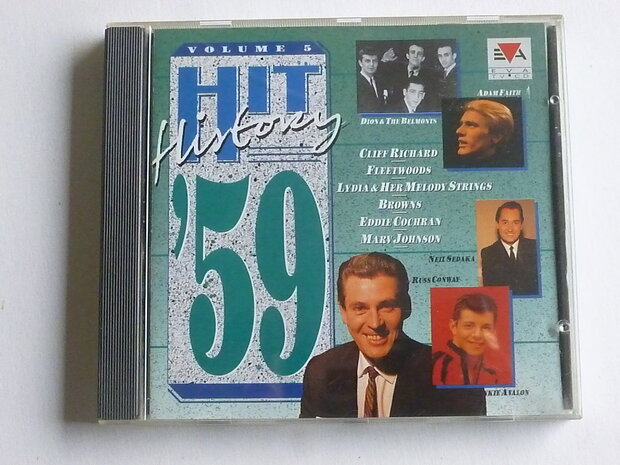 VOLUME 5
HIT
History
'59
EVA
DION & THE BELMONTS
ADAM FAITH
CLIFF RICHARD
FLEETWOODS
LYDIA & HER MELODY STRINGS
BROWNS
EDDIE COCHRAN
MARV JOHNSON
NEIL SEDAKA
RUSS CONWAY
AVALON